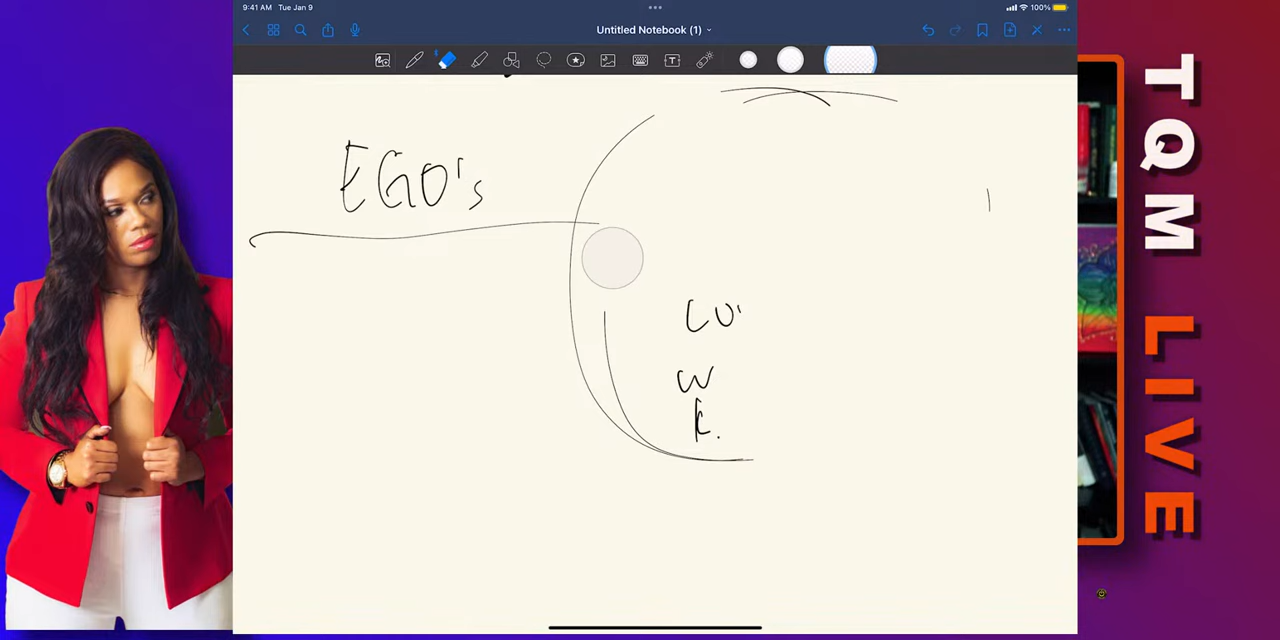 9:41 AM Tue Jan 9
100%
Untitled Notebook (1)
EGO's
W
k.
TQM LIVE